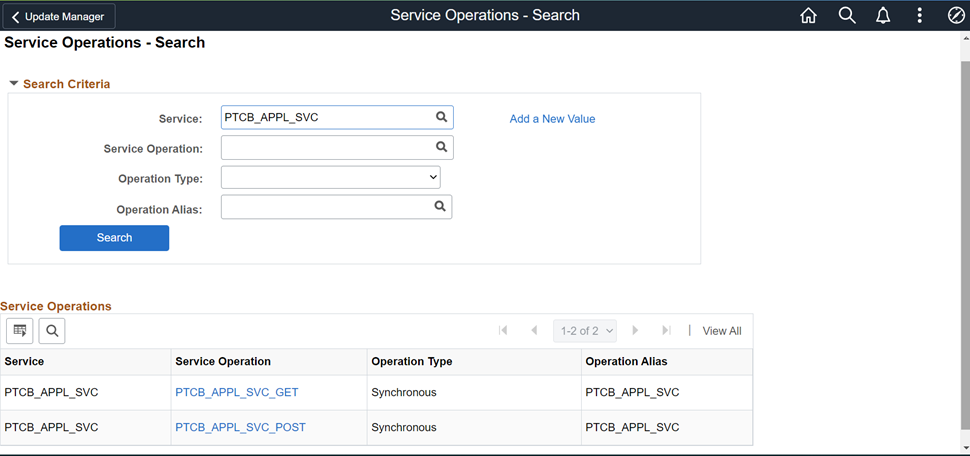 Update Manager
Service Operations - Search
Service Operations - Search
Search Criteria
Service: PTCB_APPL_SVC Add a New Value
Service Operation:
Operation Type:
Operation Alias:
Search
Service Operations
1-2 of 2 | View All
Service Service Operation Operation Type Operation Alias
PTCB_APPL_SVC PTCB_APPL_SVC_GET Synchronous PTCB_APPL_SVC
PTCB_APPL_SVC PTCB_APPL_SVC_POST Synchronous PTCB_APPL_SVC